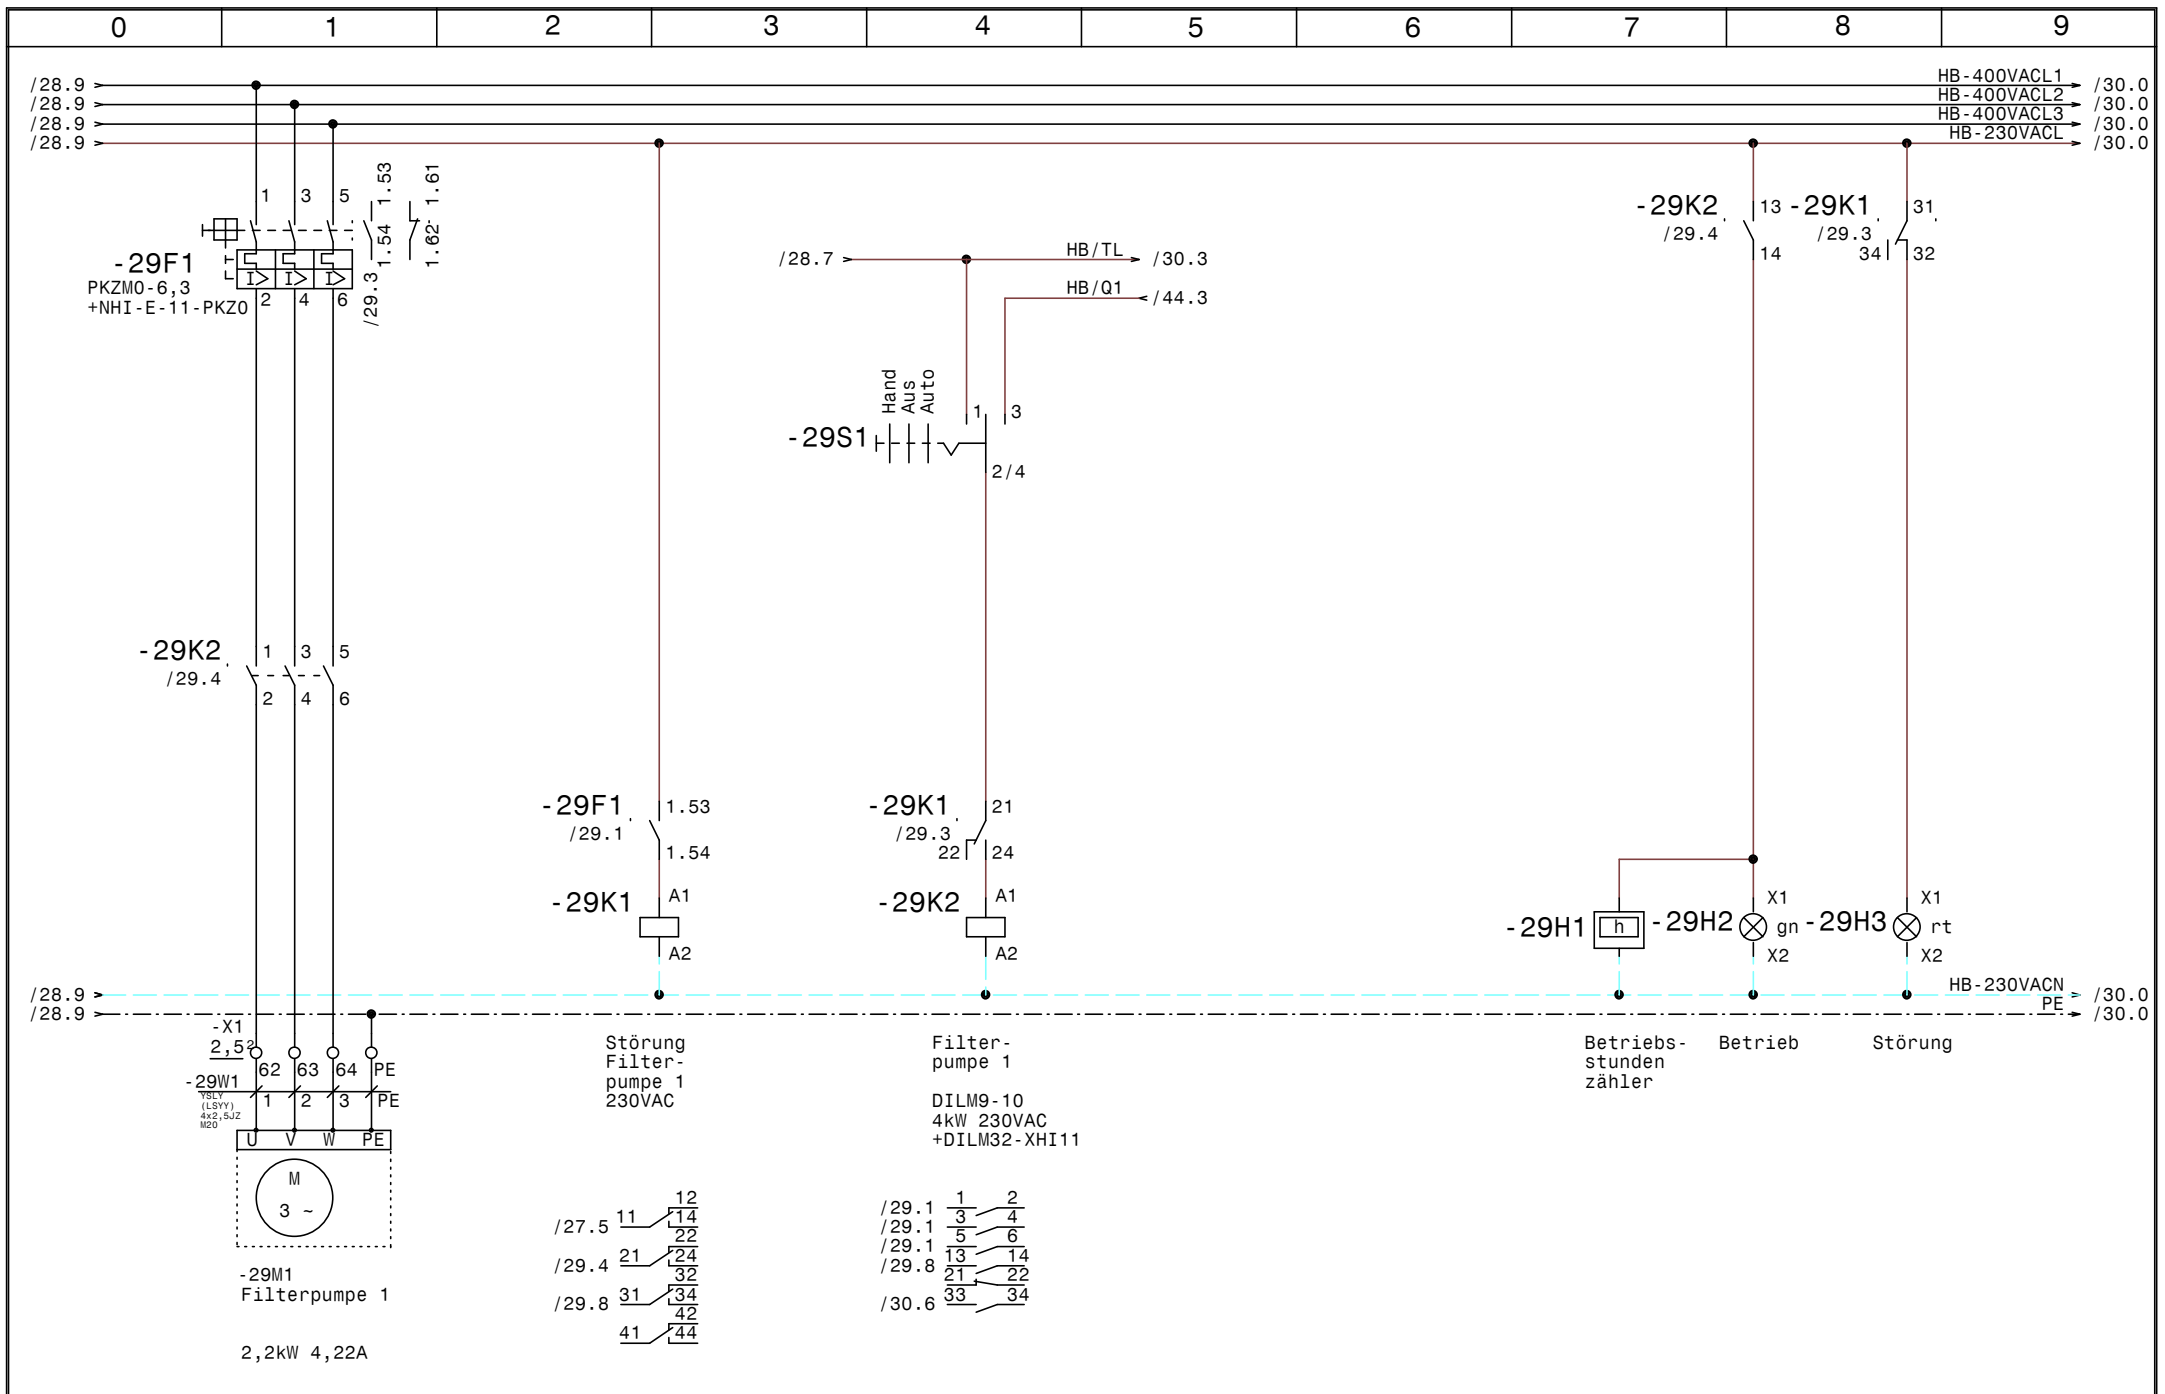 0 1 2 3 4 5 6 7 8 9
/28.9 HB-400VACL1 /30.0
/28.9 HB-400VACL2 /30.0
/28.9 HB-400VACL3 /30.0
/28.9 HB-230VACL /30.0
1 3 5 1.53 1.61
1.54 1.62
-29F1
PKZM0-6,3
+NHI-E-11-PKZ0
I> I> I>
2 4 6 /29.3
/28.7 HB/TL /30.3
HB/Q1 /44.3
-29K2 13
/29.4
14
-29K1 31
/29.3
34 32
Hand
Aus
Auto
1 3
-29S1
2/4
-29K2 1 3 5
/29.4
2 4 6
-29F1 1.53
/29.1
1.54
-29K1 21
/29.3
22 24
-29K1 A1
A2
-29K2 A1
A2
-29H1 h
-29H2 X1
gn
X2
-29H3 X1
rt
X2
/28.9 HB-230VACN /30.0
/28.9 PE /30.0
-X1
2,5²
62 63 64 PE
-29W1
YSLY
(LSYY)
4x2,5JZ
M20
1 2 3 PE
U V W PE
M
3 ~
-29M1
Filterpumpe 1
2,2kW 4,22A
Störung
Filter-
pumpe 1
230VAC
Filter-
pumpe 1
DILM9-10
4kW 230VAC
+DILM32-XHI11
Betriebs-
stunden
zähler
Betrieb
Störung
12
/27.5 11 14
22
/29.4 21 24
32
/29.8 31 34
42
41 44
/29.1 1 2
/29.1 3 4
/29.1 5 6
/29.8 13 14
21 22
/30.6 33 34